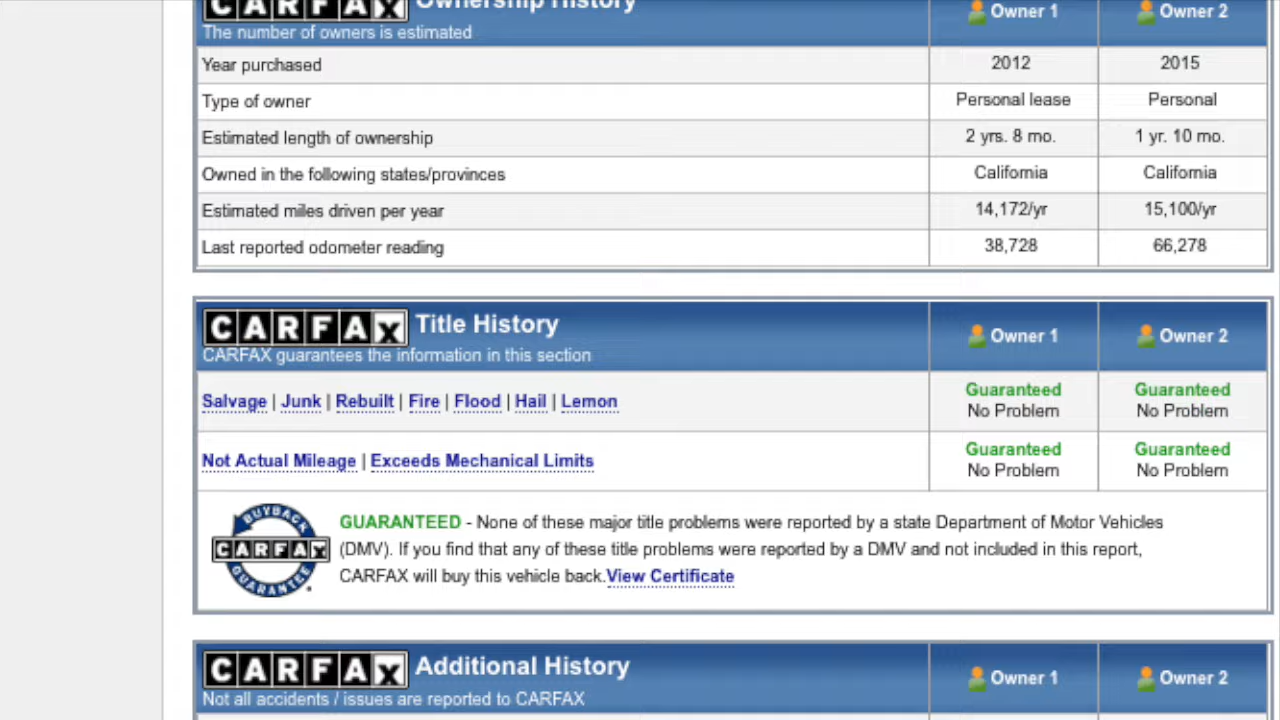 CARFAX Ownership History
The number of owners is estimated
Owner 1
Owner 2
Year purchased 2012 2015
Type of owner Personal lease Personal
Estimated length of ownership 2 yrs. 8 mo. 1 yr. 10 mo.
Owned in the following states/provinces California California
Estimated miles driven per year 14,172/yr 15,100/yr
Last reported odometer reading 38,728 66,278
CARFAX Title History
CARFAX guarantees the information in this section
Owner 1
Owner 2
Salvage | Junk | Rebuilt | Fire | Flood | Hail | Lemon
Guaranteed
No Problem
Guaranteed
No Problem
Not Actual Mileage | Exceeds Mechanical Limits
Guaranteed
No Problem
Guaranteed
No Problem
BUYBACK
CARFAX
GUARANTEE
GUARANTEED - None of these major title problems were reported by a state Department of Motor Vehicles
(DMV). If you find that any of these title problems were reported by a DMV and not included in this report,
CARFAX will buy this vehicle back.View Certificate
CARFAX Additional History
Not all accidents / issues are reported to CARFAX
Owner 1
Owner 2